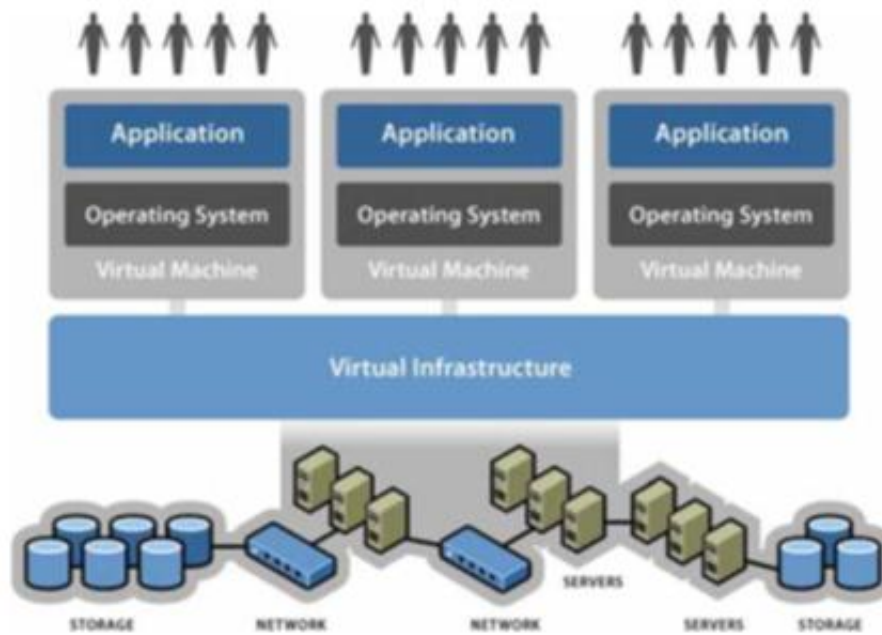 Application
Application
Application
Operating System
Operating System
Operating System
Virtual Machine
Virtual Machine
Virtual Machine
Virtual Infrastructure
SERVERS
STORAGE
NETWORK
NETWORK
SERVERS
STORAGE